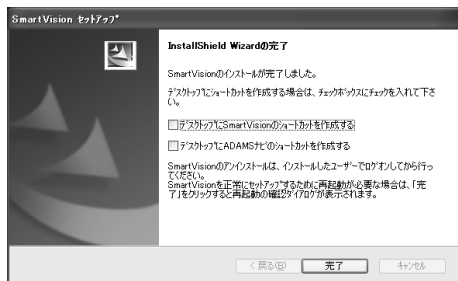 SmartVision ｾｯﾄｱｯﾌﾟ
InstallShield Wizardの完了
SmartVisionのｲﾝｽﾄｰﾙが完了しました。
ﾃﾞｽｸﾄｯﾌﾟにｼｮｰﾄｶｯﾄを作成する場合は、ﾁｪｯｸﾎﾞｯｸｽにﾁｪｯｸを入れて下さ
い。
ﾃﾞｽｸﾄｯﾌﾟにSmartVisionのｼｮｰﾄｶｯﾄを作成する
ﾃﾞｽｸﾄｯﾌﾟにADAMSﾅﾋﾞのｼｮｰﾄｶｯﾄを作成する
SmartVisionのｱﾝｲﾝｽﾄｰﾙは、ｲﾝｽﾄｰﾙしたﾕｰｻﾞｰでﾛｸﾞｵﾝしてから行っ
てください。
SmartVisionを正常にｾｯﾄｱｯﾌﾟするために再起動が必要な場合は、「完
了」をｸﾘｯｸすると再起動の確認ﾀﾞｲｱﾛｸﾞが表示されます。
< 戻る(B)
完了
ｷｬﾝｾﾙ